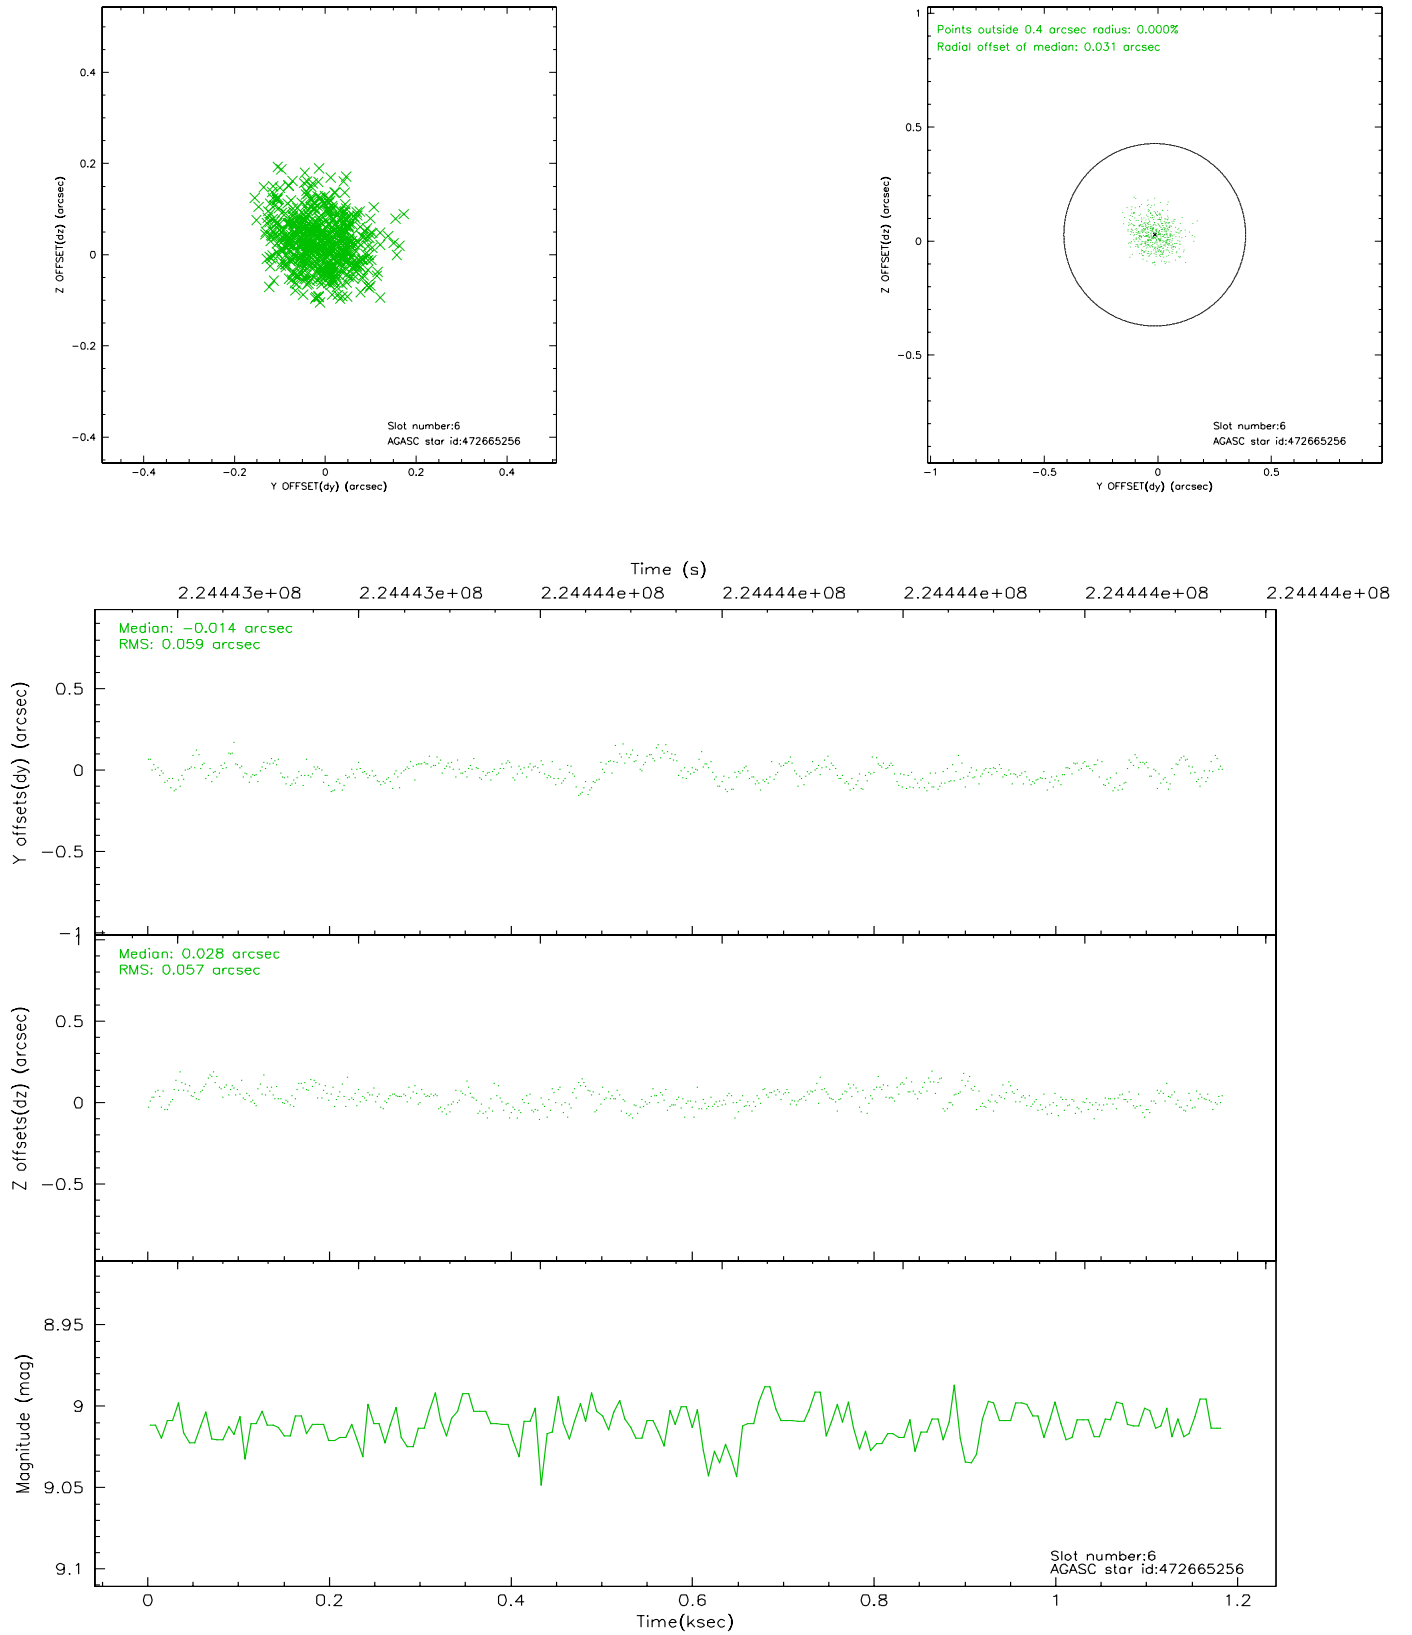 0.4
0.2
0
−0.2
−0.4
Z OFFSET(dz) (arcsec)
−0.4 −0.2 0 0.2 0.4
Y OFFSET(dy) (arcsec)
Slot number:6
AGASC star id:472665256
Points outside 0.4 arcsec radius: 0.000%
Radial offset of median: 0.031 arcsec
1
0.5
0
−0.5
Z OFFSET(dz) (arcsec)
−1 −0.5 0 0.5
Y OFFSET(dy) (arcsec)
Slot number:6
AGASC star id:472665256
Time (s)
2.24443e+08 2.24443e+08 2.24444e+08 2.24444e+08 2.24444e+08 2.24444e+08 2.24444e+08
Median: −0.014 arcsec
RMS: 0.059 arcsec
0.5
0
−0.5
−1
Y offsets(dy) (arcsec)
Median: 0.028 arcsec
RMS: 0.057 arcsec
1
0.5
0
−0.5
Z offsets(dz) (arcsec)
8.95
9
9.05
9.1
Magnitude (mag)
Slot number:6
AGASC star id:472665256
0 0.2 0.4 0.6 0.8 1 1.2
Time(ksec)